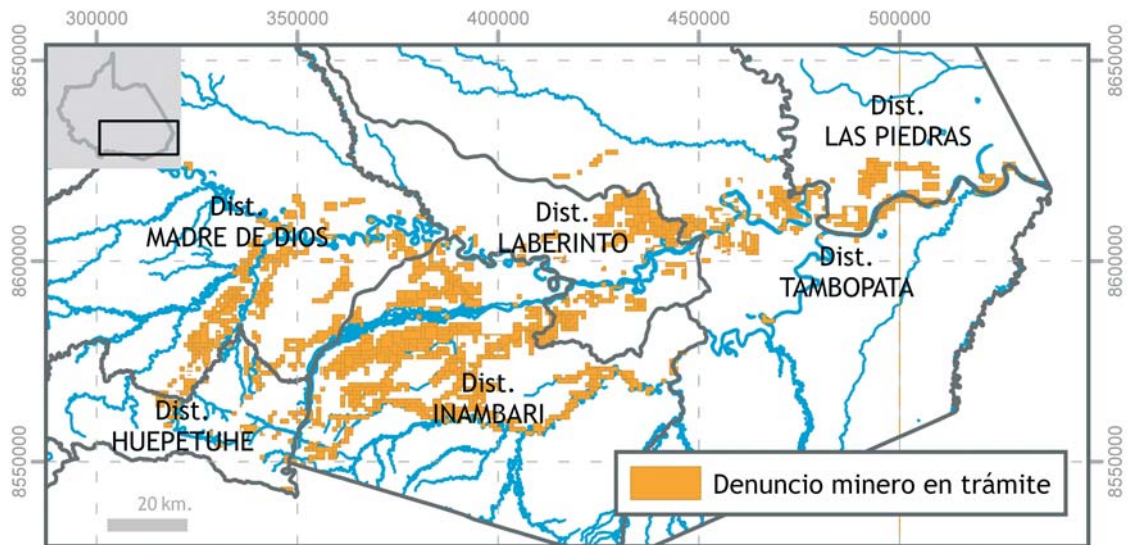 300000
350000
400000
450000
500000
8650000
8650000
Dist.
LAS PIEDRAS
Dist.
MADRE DE DIOS
Dist.
LABERINTO
8600000
8600000
Dist.
TAMBOPATA
Dist.
INAMBARI
Dist.
HUEPETUHE
8550000
8550000
Denuncio minero en trámite
20 km.